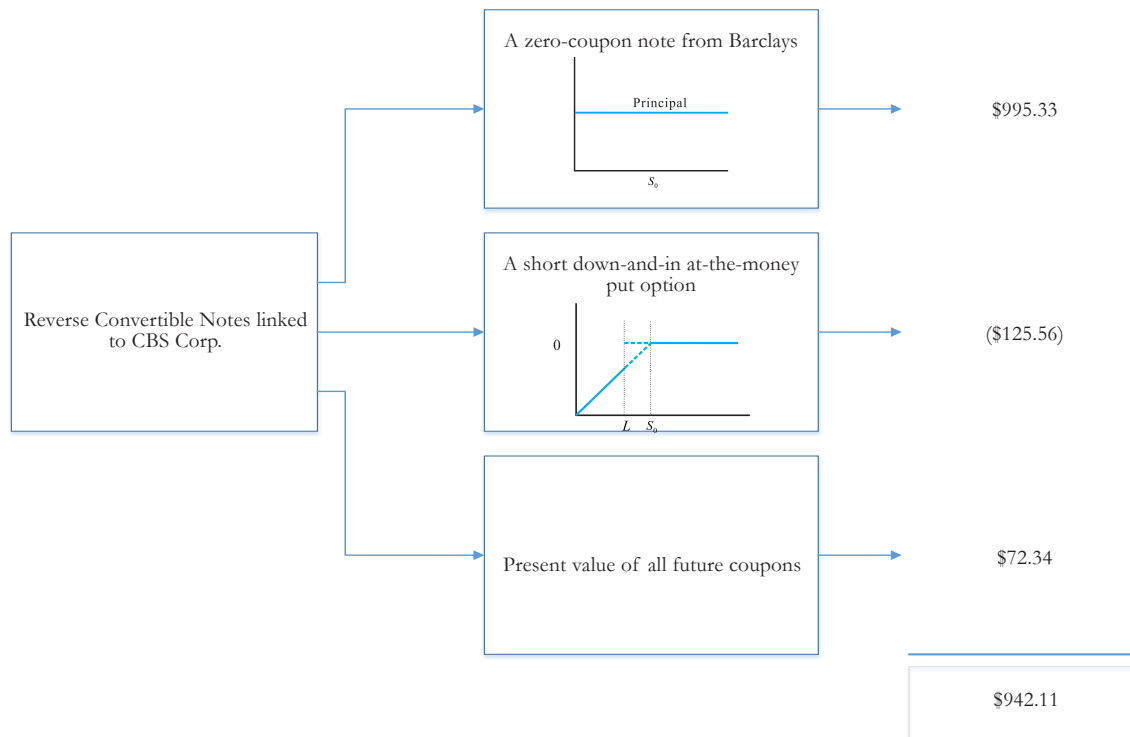 A zero-coupon note from Barclays
Principal
S₀
$995.33
Reverse Convertible Notes linked
to CBS Corp.
A short down-and-in at-the-money
put option
0
L S₀
($125.56)
Present value of all future coupons
$72.34
$942.11